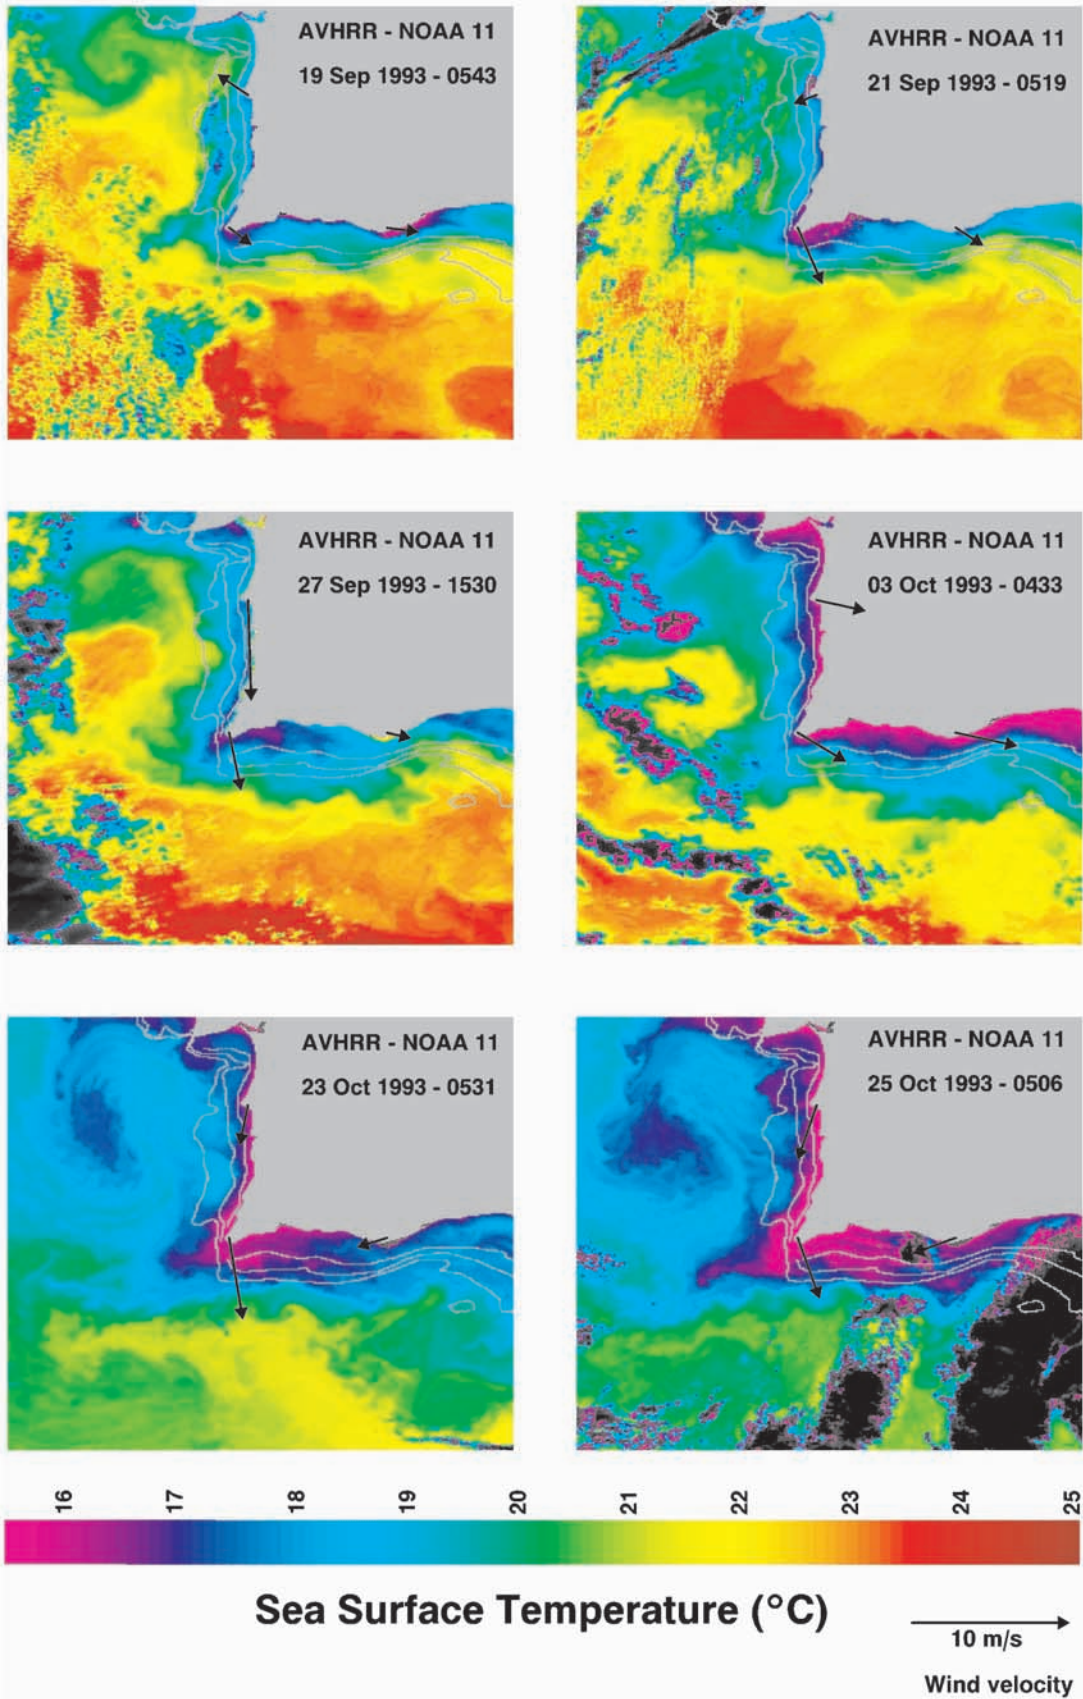 AVHRR - NOAA 11
19 Sep 1993 - 0543
AVHRR - NOAA 11
21 Sep 1993 - 0519
AVHRR - NOAA 11
27 Sep 1993 - 1530
AVHRR - NOAA 11
03 Oct 1993 - 0433
AVHRR - NOAA 11
23 Oct 1993 - 0531
AVHRR - NOAA 11
25 Oct 1993 - 0506
16 17 18 19 20 21 22 23 24 25
Sea Surface Temperature (°C)
10 m/s
Wind velocity